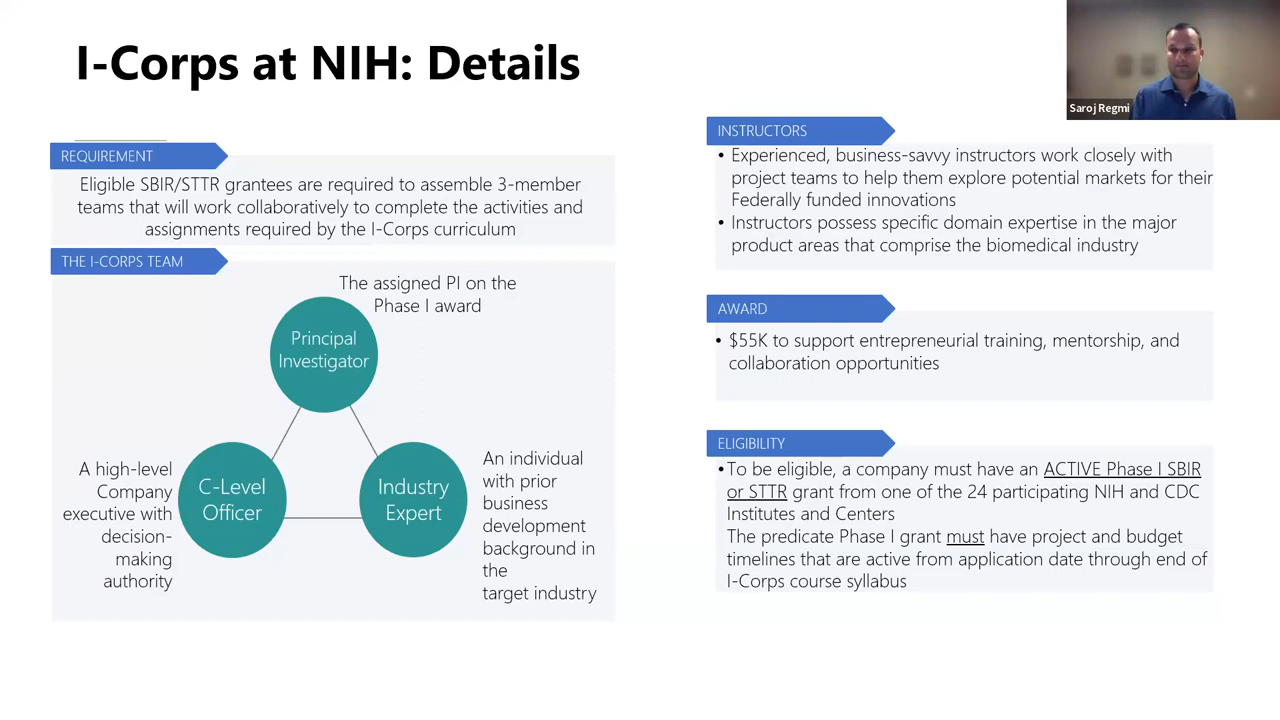 I-Corps at NIH: Details
Saroj Regmi
REQUIREMENT
Eligible SBIR/STTR grantees are required to assemble 3-member
teams that will work collaboratively to complete the activities and
assignments required by the I-Corps curriculum
THE I-CORPS TEAM
The assigned PI on the
Phase I award
Principal
Investigator
A high-level
Company
executive with
decision-
making
authority
C-Level
Officer
Industry
Expert
An individual
with prior
business
development
background in
the
target industry
INSTRUCTORS
• Experienced, business-savvy instructors work closely with
project teams to help them explore potential markets for their
Federally funded innovations
• Instructors possess specific domain expertise in the major
product areas that comprise the biomedical industry
AWARD
• $55K to support entrepreneurial training, mentorship, and
collaboration opportunities
ELIGIBILITY
• To be eligible, a company must have an ACTIVE Phase I SBIR
or STTR grant from one of the 24 participating NIH and CDC
Institutes and Centers
The predicate Phase I grant must have project and budget
timelines that are active from application date through end of
I-Corps course syllabus